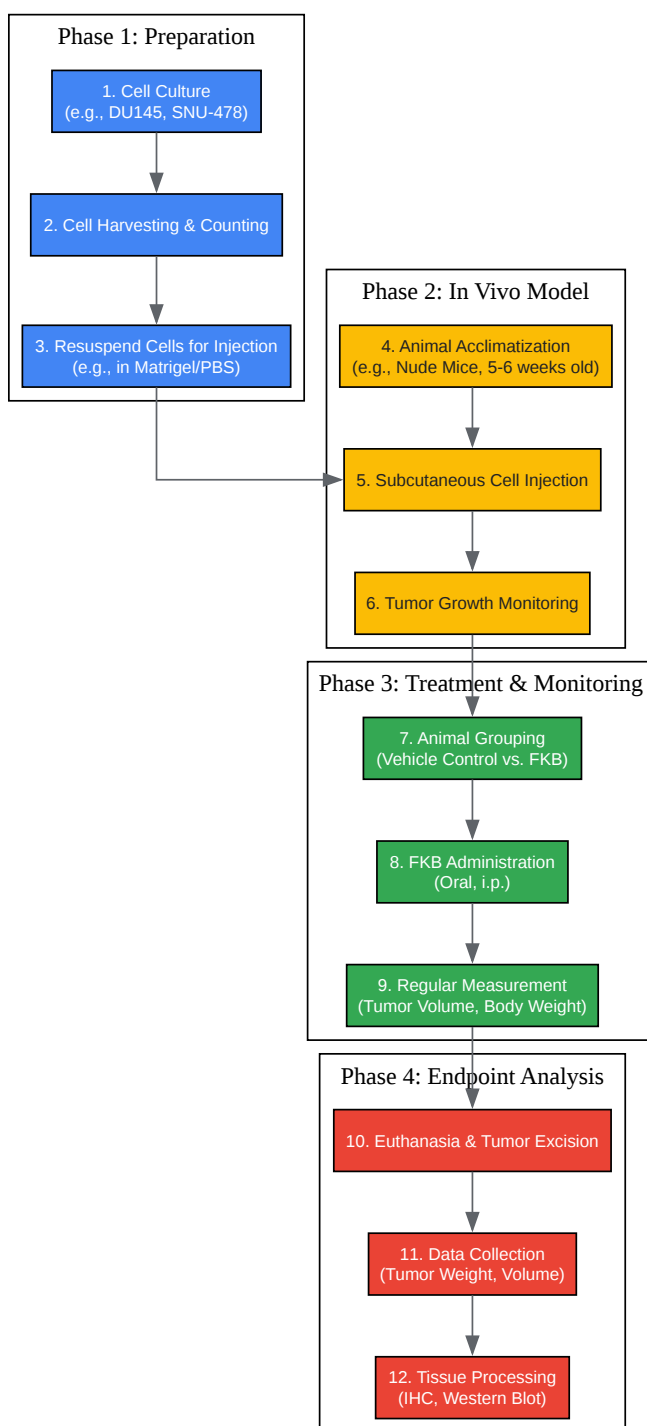 Phase 1: Preparation
1. Cell Culture
(e.g., DU145, SNU-478)
2. Cell Harvesting & Counting
3. Resuspend Cells for Injection
(e.g., in Matrigel/PBS)
Phase 2: In Vivo Model
4. Animal Acclimatization
(e.g., Nude Mice, 5-6 weeks old)
5. Subcutaneous Cell Injection
6. Tumor Growth Monitoring
Phase 3: Treatment & Monitoring
7. Animal Grouping
(Vehicle Control vs. FKB)
8. FKB Administration
(Oral, i.p.)
9. Regular Measurement
(Tumor Volume, Body Weight)
Phase 4: Endpoint Analysis
10. Euthanasia & Tumor Excision
11. Data Collection
(Tumor Weight, Volume)
12. Tissue Processing
(IHC, Western Blot)